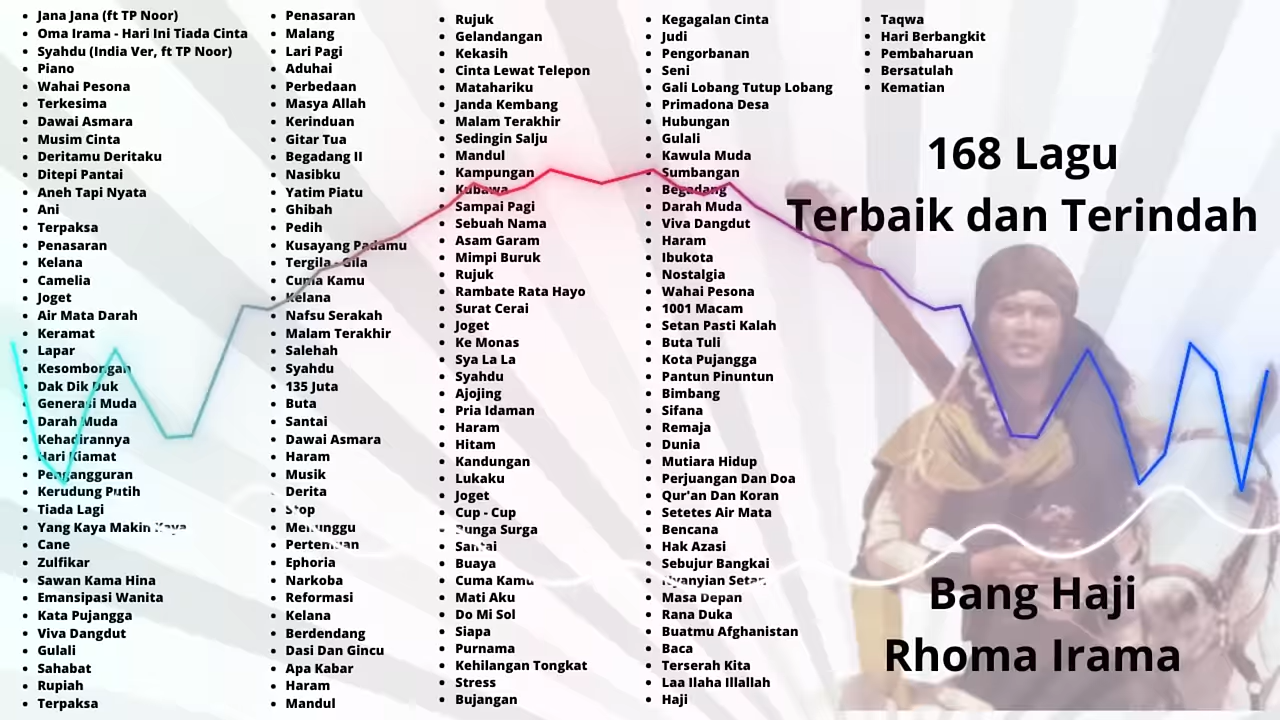 Jana Jana (ft TP Noor)
Oma Irama - Hari Ini Tiada Cinta
Syahdu (India Ver, ft TP Noor)
Piano
Wahai Pesona
Terkesima
Dawai Asmara
Musim Cinta
Deritamu Deritaku
Ditepi Pantai
Aneh Tapi Nyata
Ani
Terpaksa
Penasaran
Kelana
Camelia
Joget
Air Mata Darah
Keramat
Lapar
Kesombongan
Dak Dik Duk
Generasi Muda
Darah Muda
Kehadirannya
Hari Kiamat
Pengangguran
Kerudung Putih
Tiada Lagi
Yang Kaya Makin Kaya
Cane
Zulfikar
Sawan Kama Hina
Emansipasi Wanita
Kata Pujangga
Viva Dangdut
Gulali
Sahabat
Rupiah
Terpaksa
Penasaran
Malang
Lari Pagi
Aduhai
Perbedaan
Masya Allah
Kerinduan
Gitar Tua
Begadang II
Nasibku
Yatim Piatu
Ghibah
Pedih
Kusayang Padamu
Tergila - Gila
Cuma Kamu
Kelana
Nafsu Serakah
Malam Terakhir
Salehah
Syahdu
135 Juta
Buta
Santai
Dawai Asmara
Haram
Musik
Derita
Stop
Menunggu
Pertemuan
Ephoria
Narkoba
Reformasi
Kelana
Berdendang
Dasi Dan Gincu
Apa Kabar
Haram
Mandul
Rujuk
Gelandangan
Kekasih
Cinta Lewat Telepon
Matahariku
Janda Kembang
Malam Terakhir
Sedingin Salju
Mandul
Kampungan
Kubawa
Sampai Pagi
Sebuah Nama
Asam Garam
Mimpi Buruk
Rujuk
Rambate Rata Hayo
Surat Cerai
Joget
Ke Monas
Sya La La
Syahdu
Ajojing
Pria Idaman
Haram
Hitam
Kandungan
Lukaku
Joget
Cup - Cup
Bunga Surga
Santai
Buaya
Cuma Kamu
Mati Aku
Do Mi Sol
Siapa
Purnama
Kehilangan Tongkat
Stress
Bujangan
Kegagalan Cinta
Judi
Pengorbanan
Seni
Gali Lobang Tutup Lobang
Primadona Desa
Hubungan
Gulali
Kawula Muda
Sumbangan
Begadang
Darah Muda
Viva Dangdut
Haram
Ibukota
Nostalgia
Wahai Pesona
1001 Macam
Setan Pasti Kalah
Buta Tuli
Kota Pujangga
Pantun Pinuntun
Bimbang
Sifana
Remaja
Dunia
Mutiara Hidup
Perjuangan Dan Doa
Qur'an Dan Koran
Setetes Air Mata
Bencana
Hak Azasi
Sebujur Bangkai
Nyanyian Setan
Masa Depan
Rana Duka
Buatmu Afghanistan
Baca
Terserah Kita
Laa Ilaha Illallah
Haji
Taqwa
Hari Berbangkit
Pembaharuan
Bersatulah
Kematian
168 Lagu
Terbaik dan Terindah
Bang Haji
Rhoma Irama